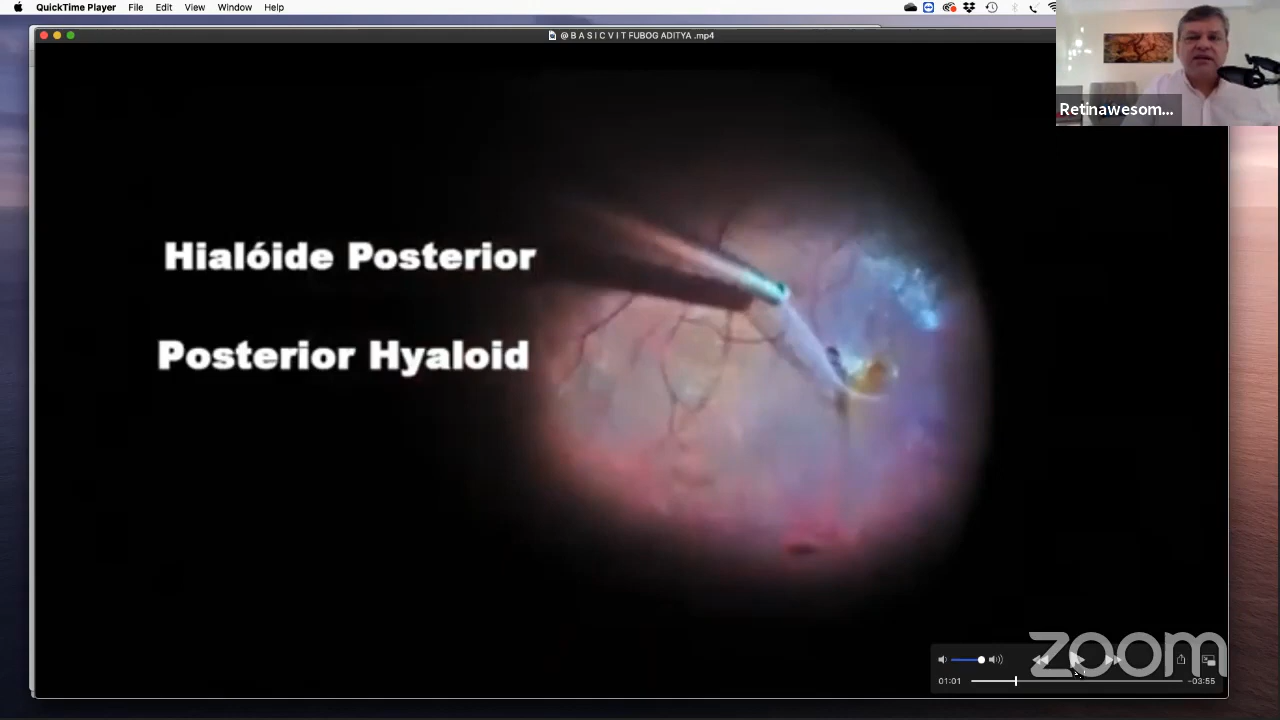 QuickTime Player File Edit View Window Help
@ B A S I C V I T FUBOG ADITYA .mp4
Retinawesom...
Hialóide Posterior
Posterior Hyaloid
zoom
01:01
-03:55